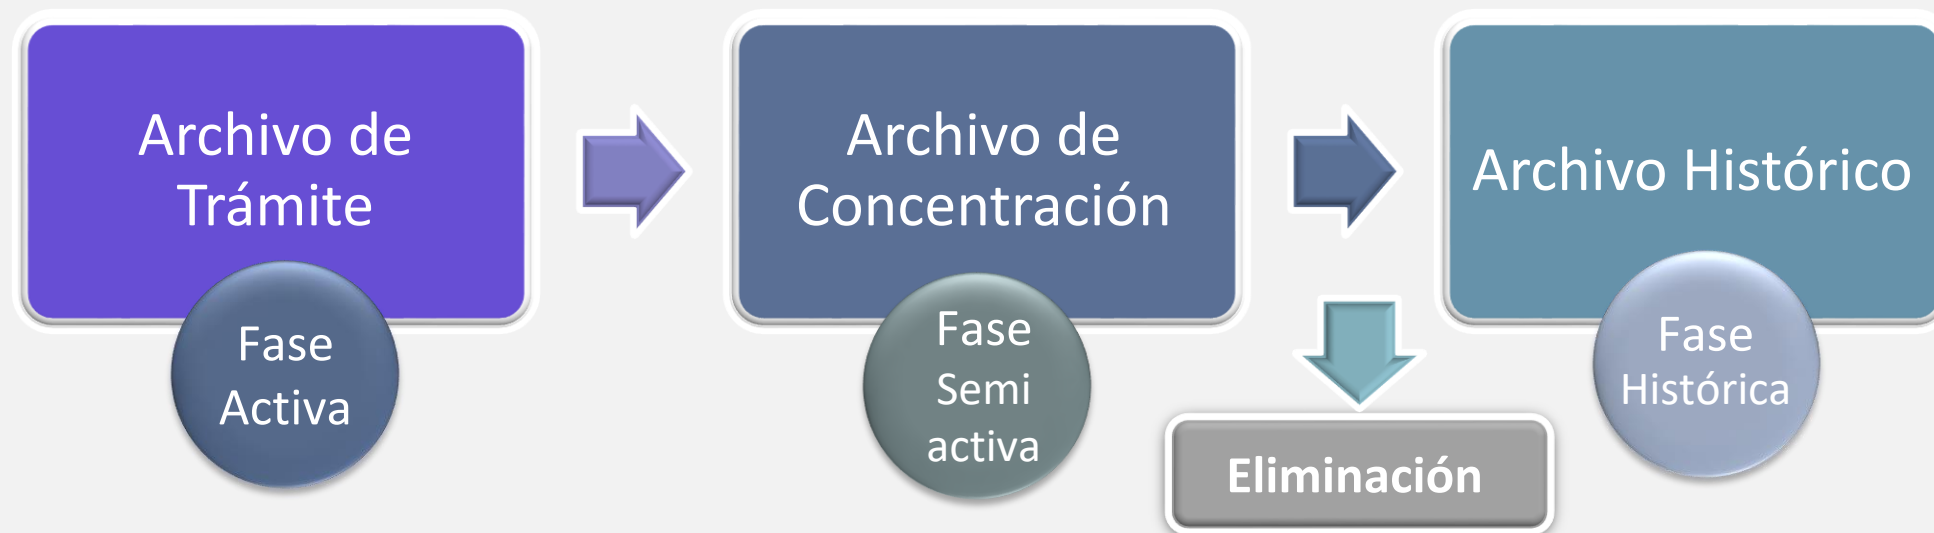 Archivo de
Trámite
Fase
Activa
Archivo de
Concentración
Fase
Semi
activa
Eliminación
Archivo Histórico
Fase
Histórica